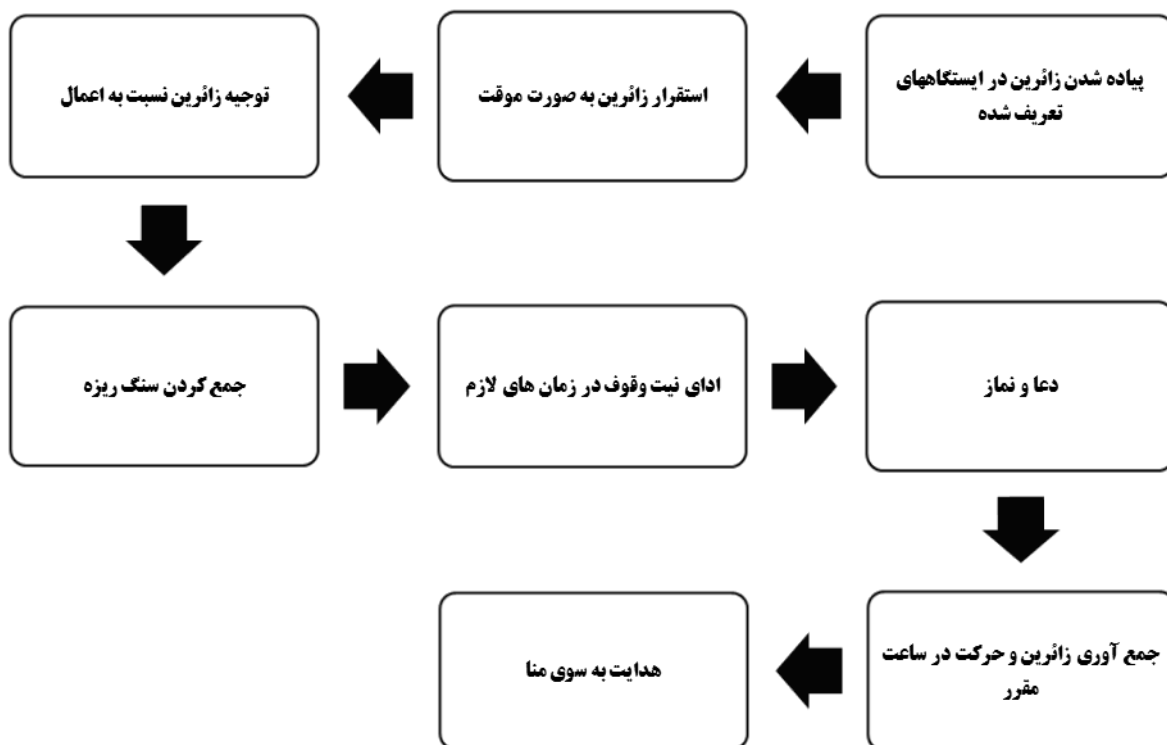 پیاده شدن زائرین در ایستگاههای
تعریف شده
استقرار زائرین به صورت موقت
توجیه زائرین نسبت به اعمال
جمع کردن سنگ ریزه
ادای نیت وقوف در زمان های لازم
دعا و نماز
جمع آوری زائرین و حرکت در ساعت
مقرر
هدایت به سوی منا